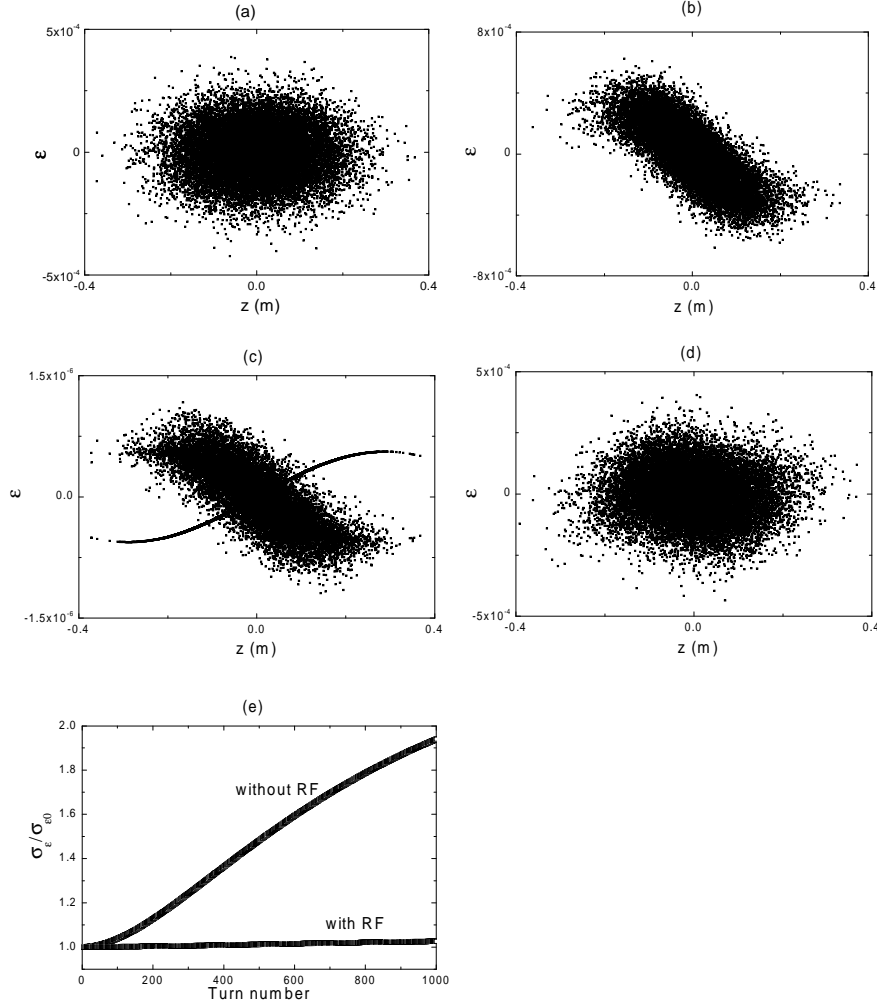 (a)
5x10⁻⁴
ε
0
-5x10⁻⁴
-0.4 0.0 0.4
z (m)
(b)
8x10⁻⁴
ε
0
-8x10⁻⁴
-0.4 0.0 0.4
z (m)
(c)
1.5x10⁻⁶
ε
0.0
-1.5x10⁻⁶
-0.4 0.0 0.4
z (m)
(d)
5x10⁻⁴
ε
0
-5x10⁻⁴
-0.4 0.0 0.4
z (m)
(e)
2.0
1.8
without RF
1.6
σε/σε0
1.4
1.2
with RF
1.0
0 200 400 600 800 1000
Turn number